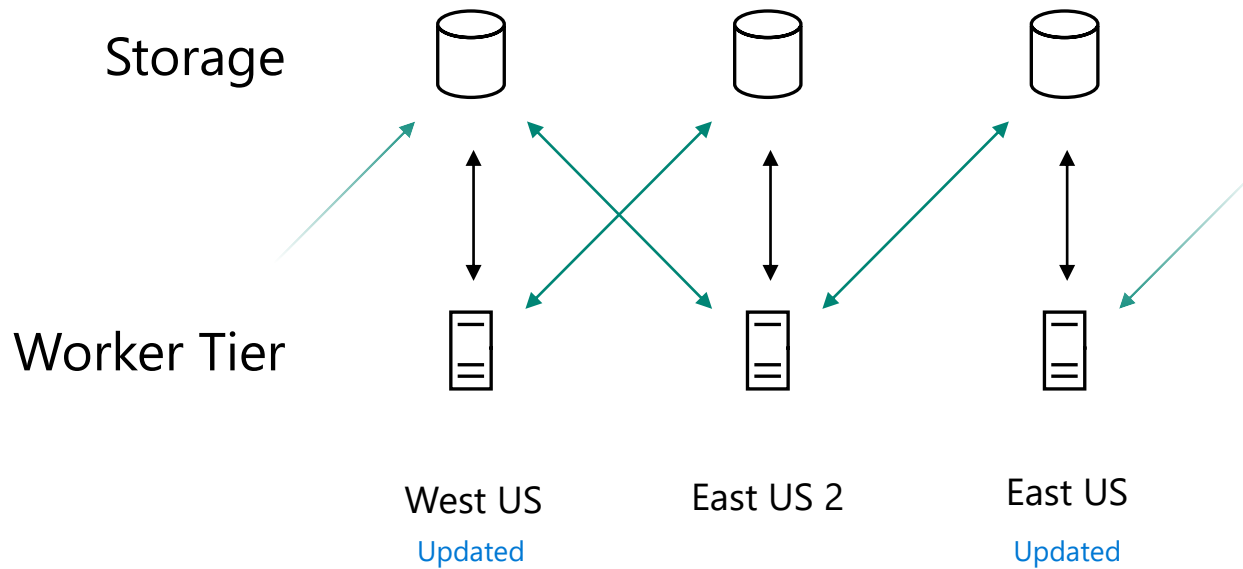 Storage
Worker Tier
West US
East US 2
East US
Updated
Updated